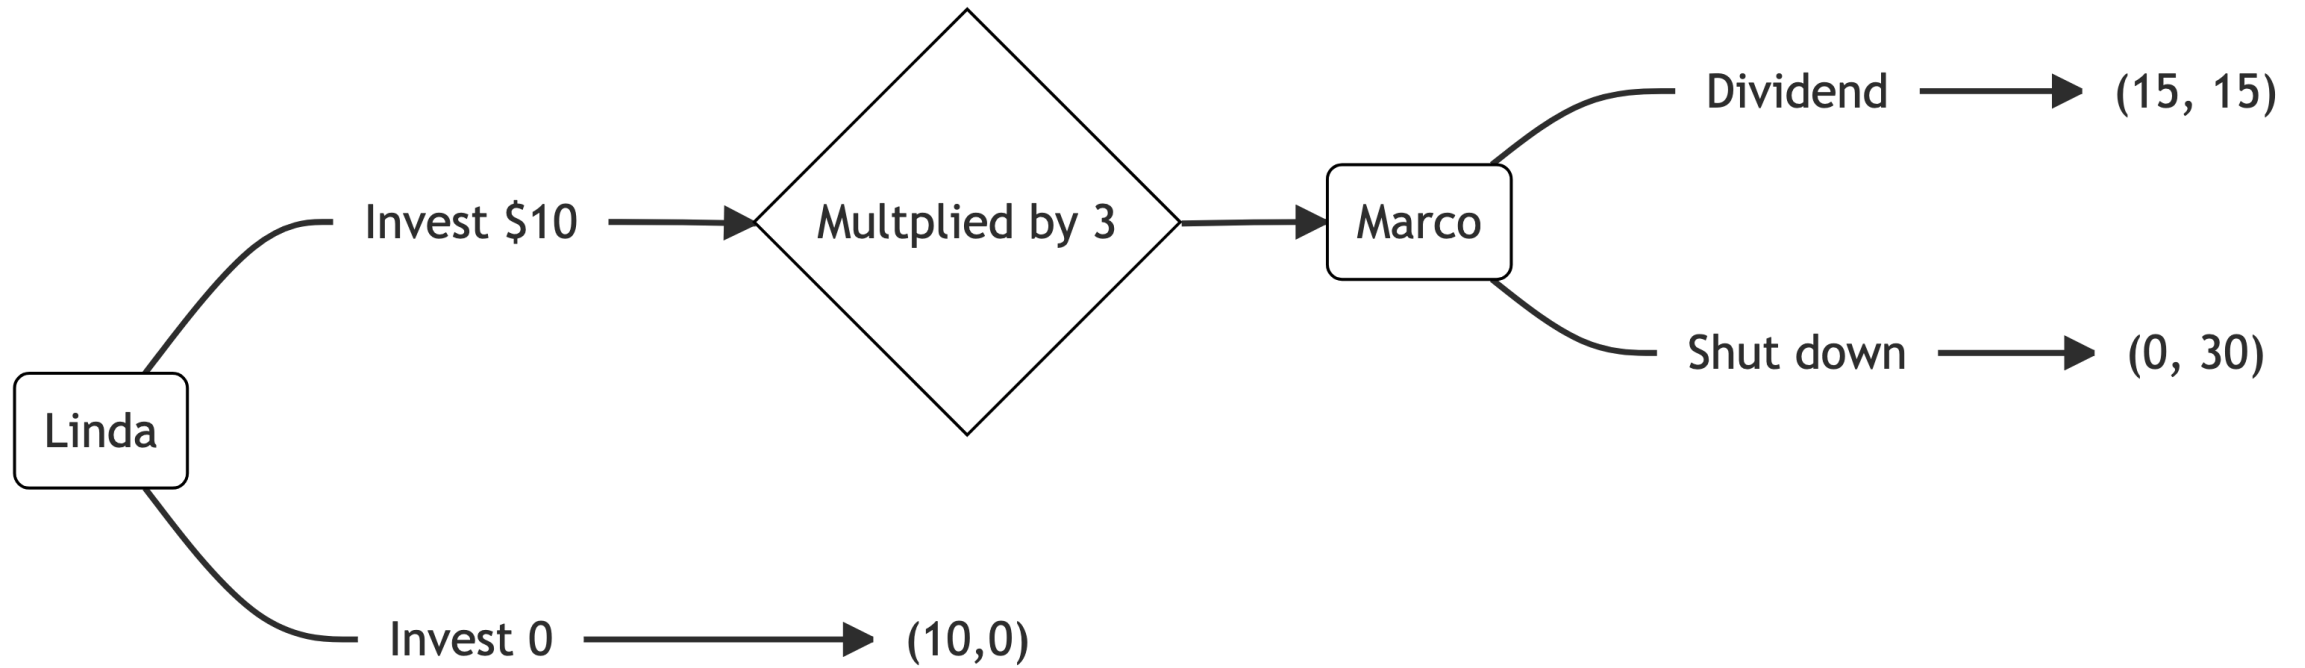 Linda
Invest $10
Multplied by 3
Marco
Dividend
(15, 15)
Shut down
(0, 30)
Invest 0
(10,0)